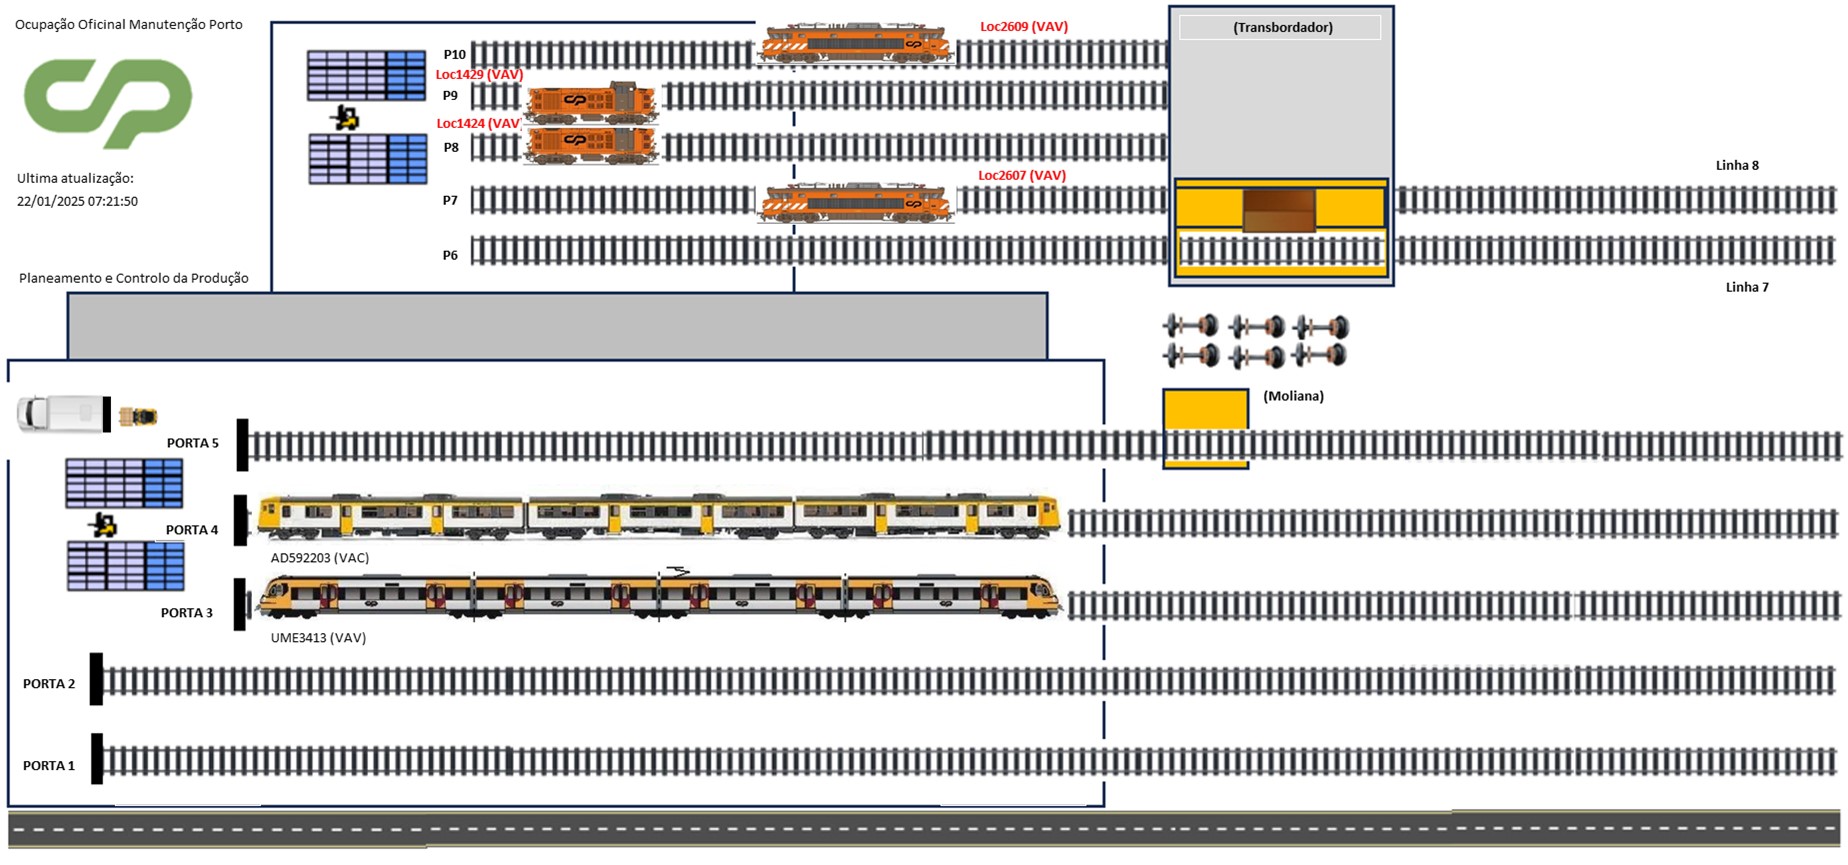 Ocupação Oficinal Manutenção Porto
Ultima atualização:
22/01/2025 07:21:50
Planeamento e Controlo da Produção
Loc2609 (VAV)
P10
Loc1429 (VAV)
P9
Loc1424 (VAV)
P8
Loc2607 (VAV)
P7
P6
(Transbordador)
Linha 8
Linha 7
(Moliana)
PORTA 5
PORTA 4
AD592203 (VAC)
PORTA 3
UME3413 (VAV)
PORTA 2
PORTA 1